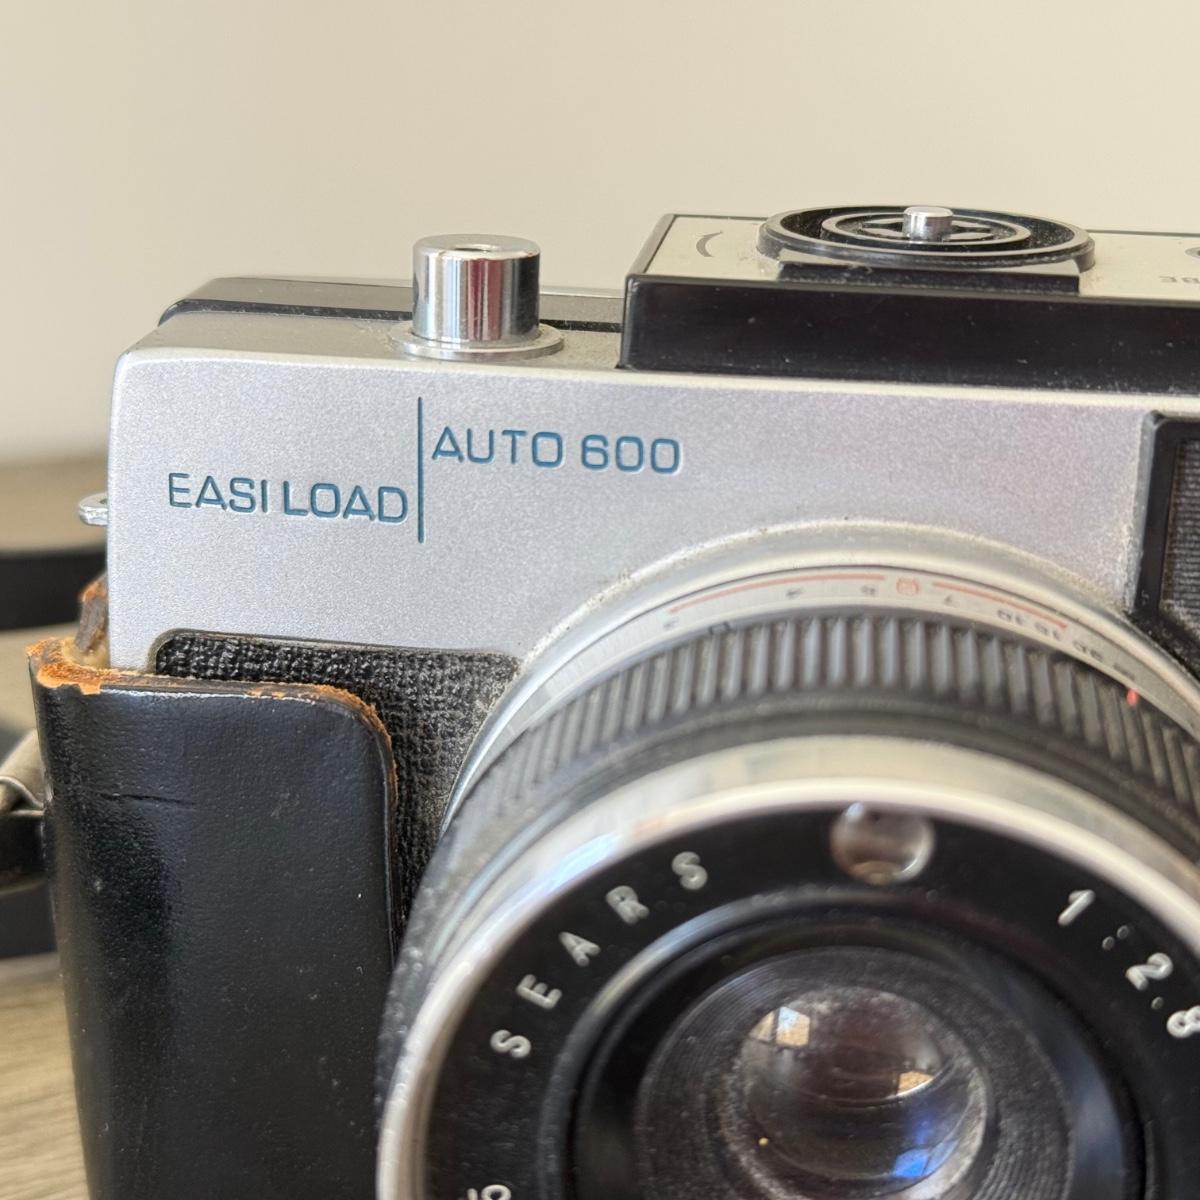 AUTO 600
EASI LOAD
SEARS
1:2.8